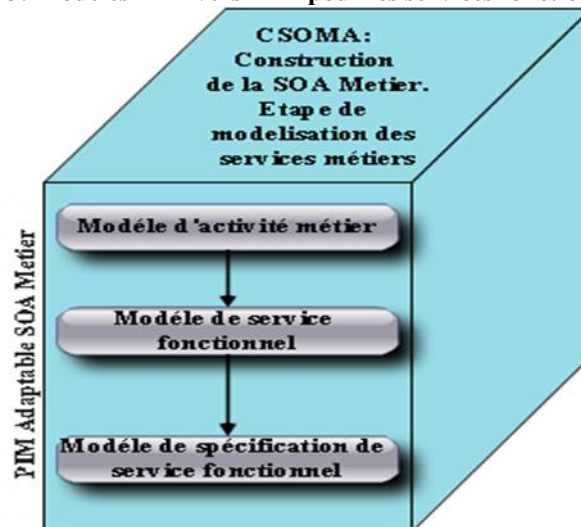 CSOMA:
Construction
de la SOA Metier.
Etape de
modelisation des
services métiers
Modéle d'activité métier
Modéle de service
fonctionnel
Modéle de spécification de
service fonctionnel
PIM Adaptable SOA Metier